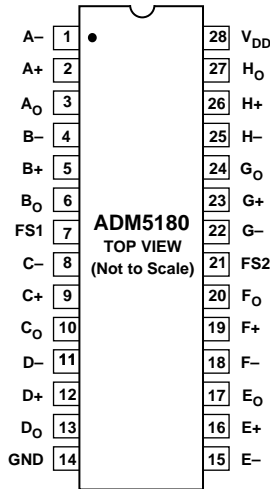 A– 1 28 VDD
A+ 2 27 HO
AO 3 26 H+
B– 4 25 H–
B+ 5 24 GO
BO 6 23 G+
FS1 7 22 G–
C– 8 21 FS2
C+ 9 20 FO
CO 10 19 F+
D– 11 18 F–
D+ 12 17 EO
DO 13 16 E+
GND 14 15 E–
ADM5180
TOP VIEW
(Not to Scale)